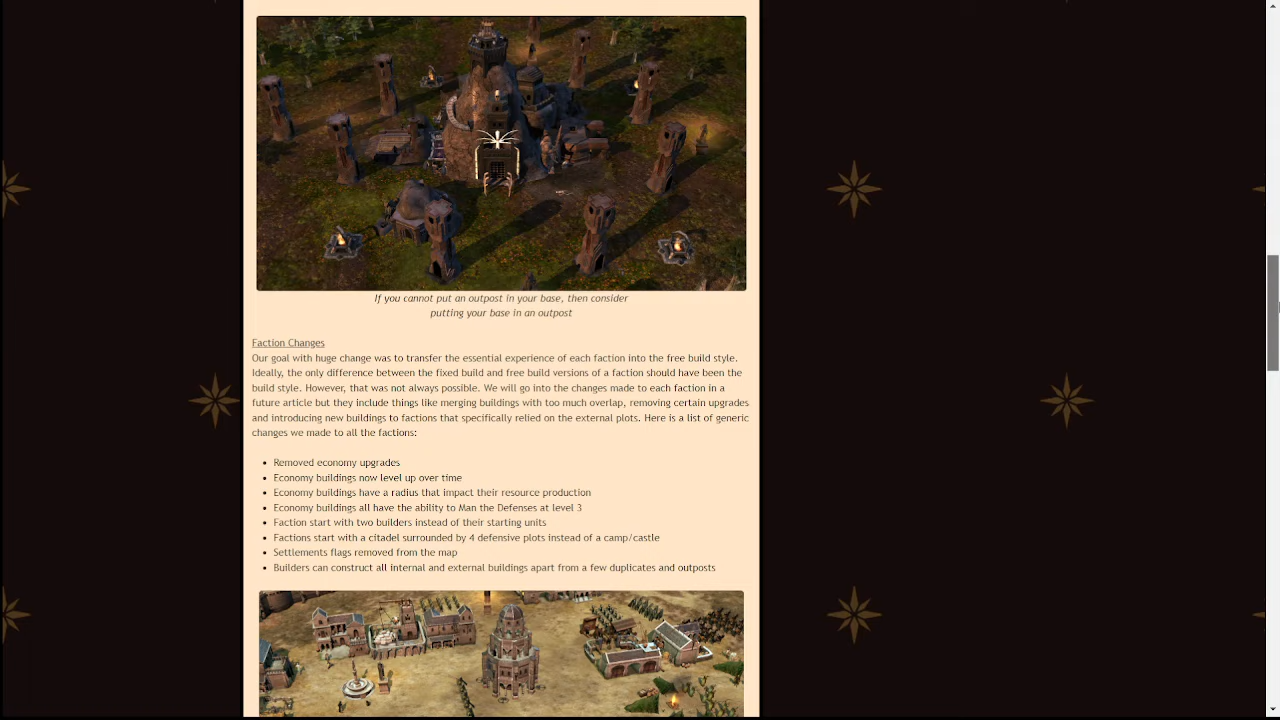 If you cannot put an outpost in your base, then consider
putting your base in an outpost
Faction Changes
Our goal with huge change was to transfer the essential experience of each faction into the free build style.
Ideally, the only difference between the fixed build and free build versions of a faction should have been the
build style. However, that was not always possible. We will go into the changes made to each faction in a
future article but they include things like merging buildings with too much overlap, removing certain upgrades
and introducing new buildings to factions that specifically relied on the external plots. Here is a list of generic
changes we made to all the factions:
• Removed economy upgrades
• Economy buildings now level up over time
• Economy buildings have a radius that impact their resource production
• Economy buildings all have the ability to Man the Defenses at level 3
• Faction start with two builders instead of their starting units
• Factions start with a citadel surrounded by 4 defensive plots instead of a camp/castle
• Settlements flags removed from the map
• Builders can construct all internal and external buildings apart from a few duplicates and outposts